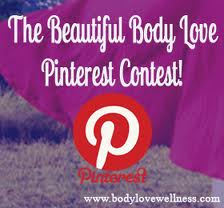 The Beautiful Body Love
Pinterest Contest!
Pinterest
www.bodylovewellness.com